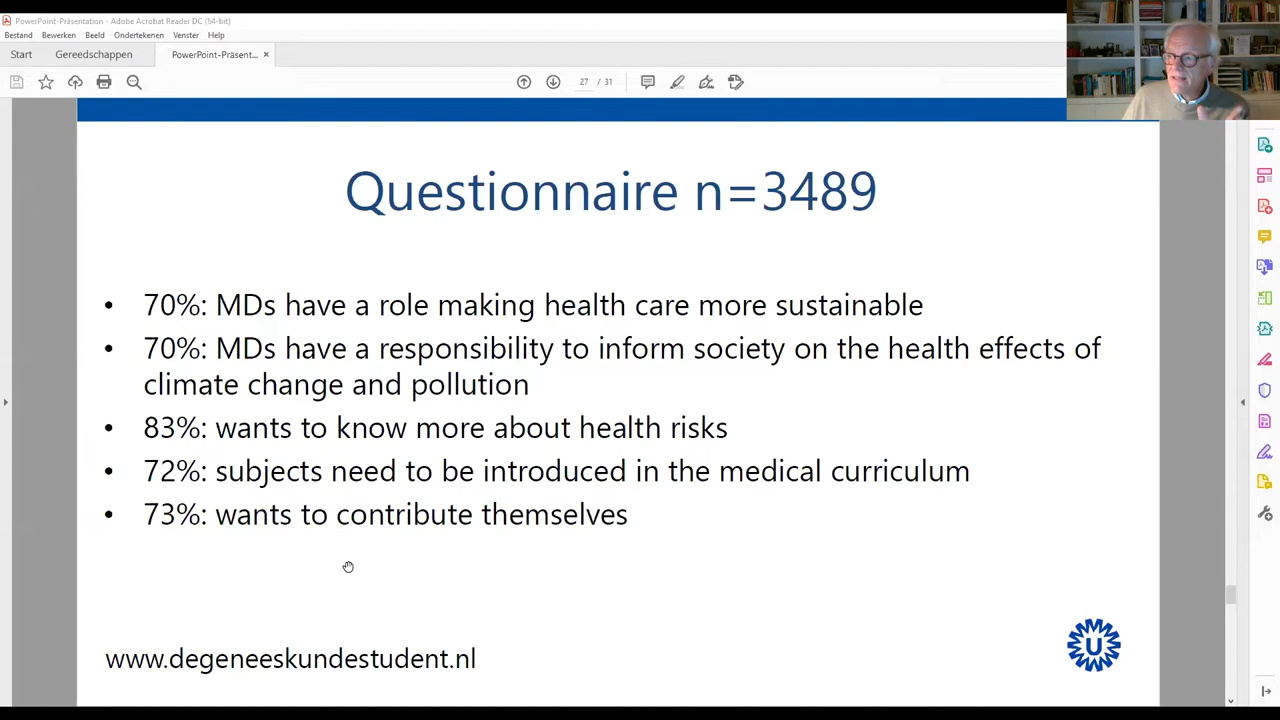 PowerPoint-Präsentation - Adobe Acrobat Reader DC (64-bit)
Bestand Bewerken Beeld Ondertekenen Venster Help
Start Gereedschappen PowerPoint-Präsent... ×
27 / 31
Questionnaire n=3489
• 70%: MDs have a role making health care more sustainable
• 70%: MDs have a responsibility to inform society on the health effects of
climate change and pollution
• 83%: wants to know more about health risks
• 72%: subjects need to be introduced in the medical curriculum
• 73%: wants to contribute themselves
www.degeneeskundestudent.nl
U